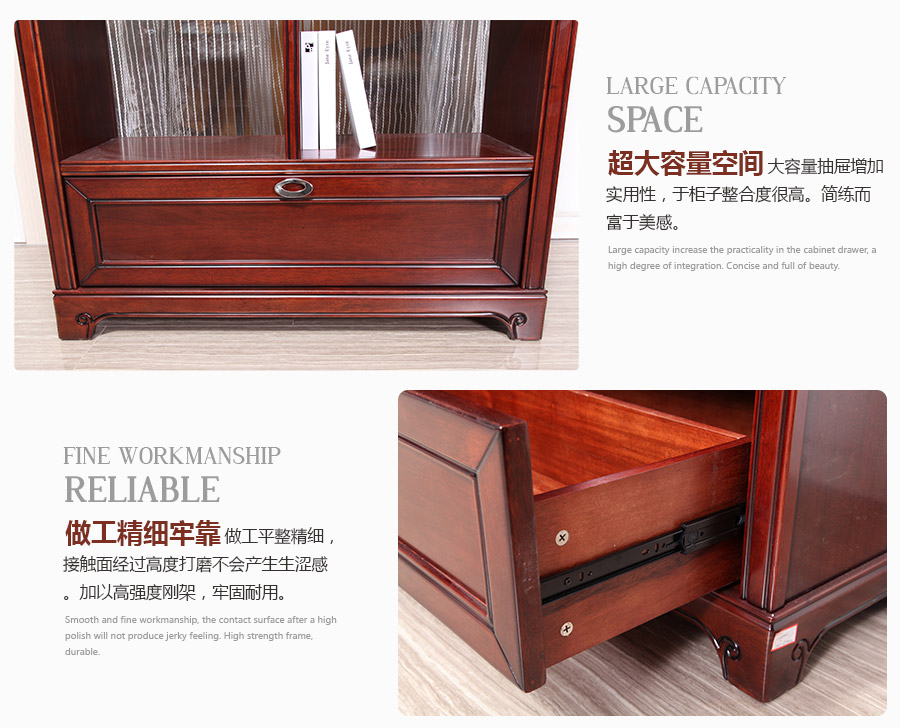 LARGE CAPACITY
SPACE
超大容量空间 大容量抽屉增加
实用性，于柜子整合度很高。简练而
富于美感。
Large capacity increase the practicality in the cabinet drawer, a
high degree of integration. Concise and full of beauty.
FINE WORKMANSHIP
RELIABLE
做工精细牢靠 做工平整精细，
接触面经过高度打磨不会产生生涩感
。加以高强度刚架，牢固耐用。
Smooth and fine workmanship, the contact surface after a high
polish will not produce jerky feeling. High strength frame,
durable.